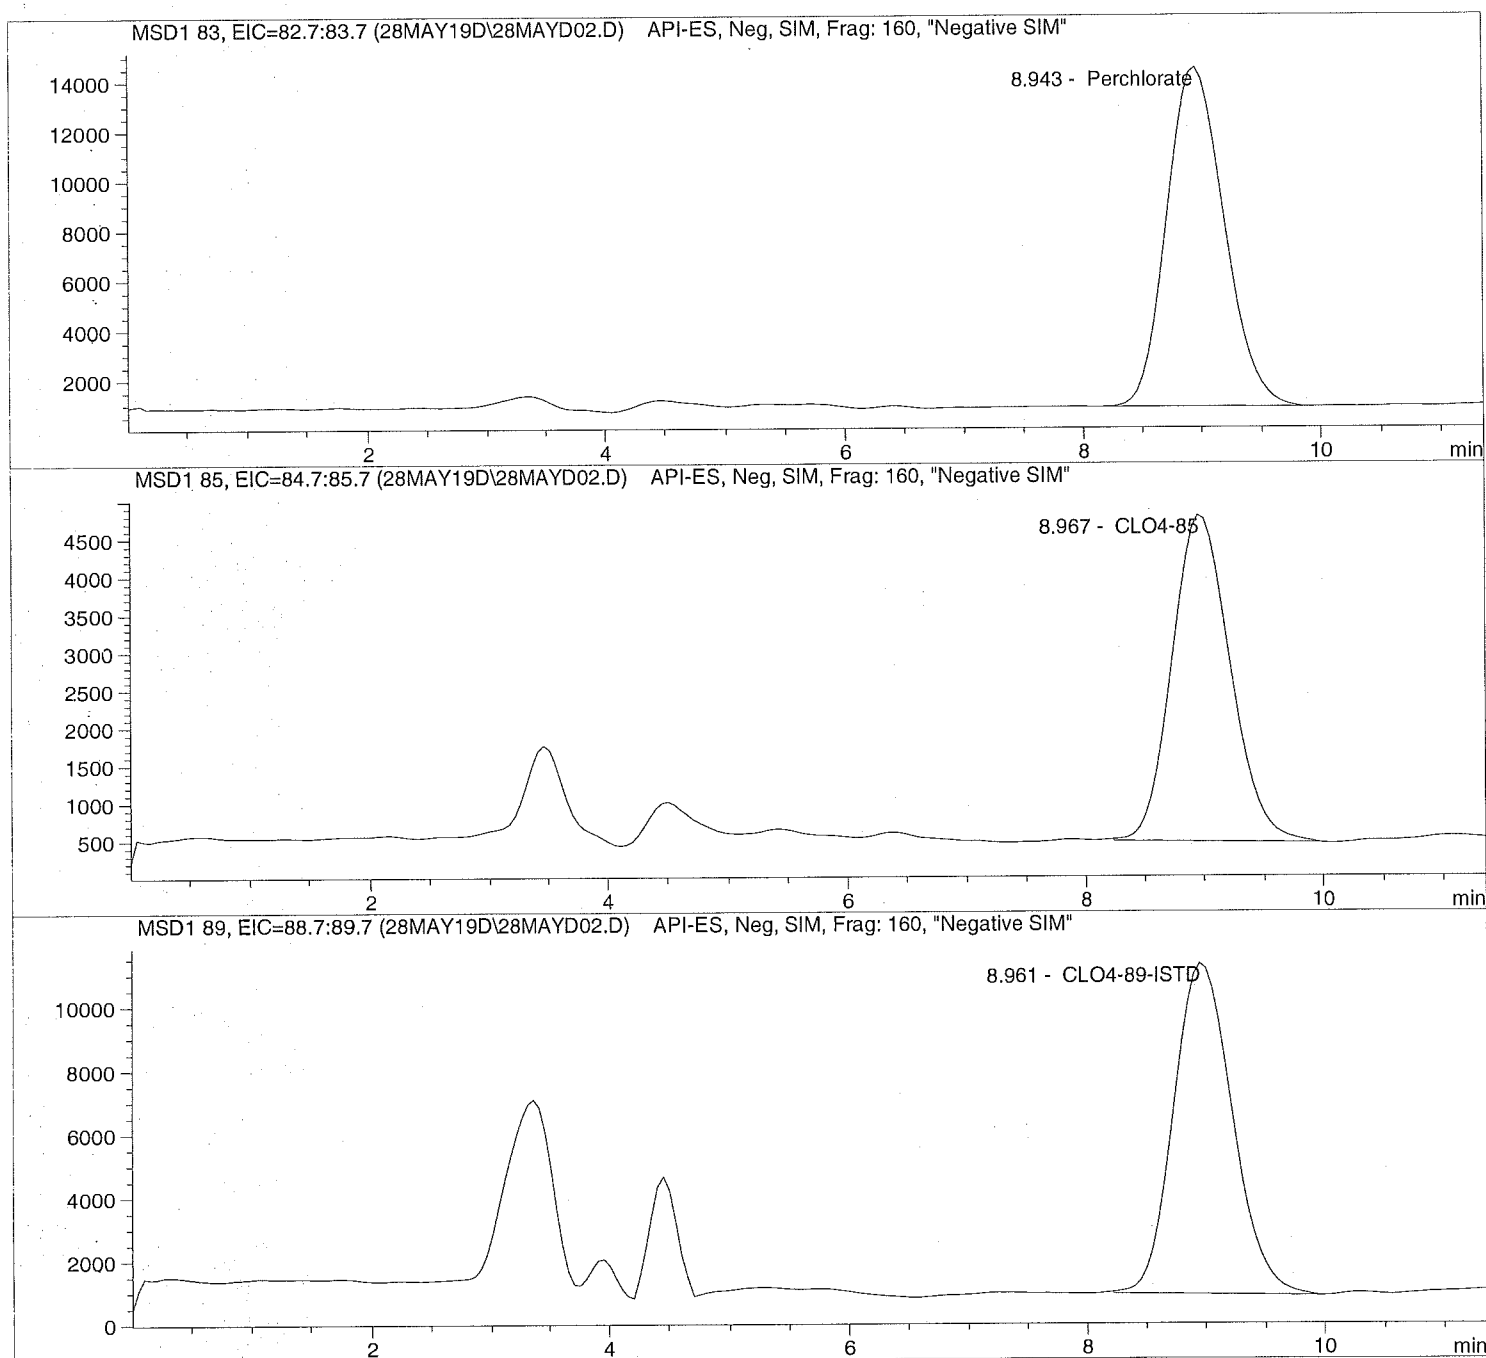 MSD1 83, EIC=82.7:83.7 (28MAY19D\28MAYD02.D) API-ES, Neg, SIM, Frag: 160, "Negative SIM"
8.943 - Perchlorate
14000
12000
10000
8000
6000
4000
2000
2 4 6 8 10 min
MSD1 85, EIC=84.7:85.7 (28MAY19D\28MAYD02.D) API-ES, Neg, SIM, Frag: 160, "Negative SIM"
8.967 - CLO4-85
4500
4000
3500
3000
2500
2000
1500
1000
500
2 4 6 8 10 min
MSD1 89, EIC=88.7:89.7 (28MAY19D\28MAYD02.D) API-ES, Neg, SIM, Frag: 160, "Negative SIM"
8.961 - CLO4-89-ISTD
10000
8000
6000
4000
2000
0
2 4 6 8 10 min